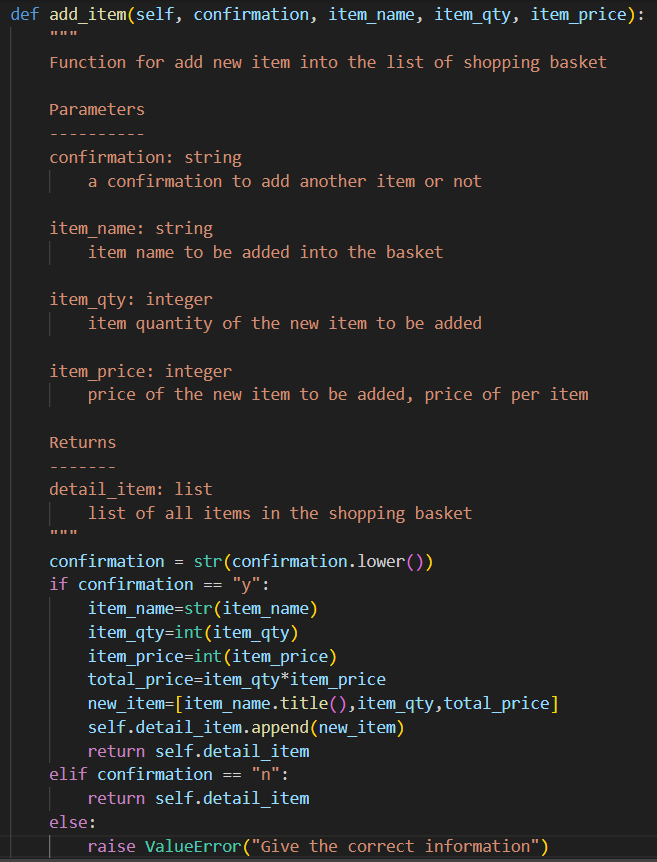 def add_item(self, confirmation, item_name, item_qty, item_price):
    """
    Function for add new item into the list of shopping basket

    Parameters
    ----------
    confirmation: string
        a confirmation to add another item or not

    item_name: string
        item name to be added into the basket

    item_qty: integer
        item quantity of the new item to be added

    item_price: integer
        price of the new item to be added, price of per item

    Returns
    -------
    detail_item: list
        list of all items in the shopping basket
    """
    confirmation = str(confirmation.lower())
    if confirmation == "y":
        item_name=str(item_name)
        item_qty=int(item_qty)
        item_price=int(item_price)
        total_price=item_qty*item_price
        new_item=[item_name.title(),item_qty,total_price]
        self.detail_item.append(new_item)
        return self.detail_item
    elif confirmation == "n":
        return self.detail_item
    else:
        raise ValueError("Give the correct information")